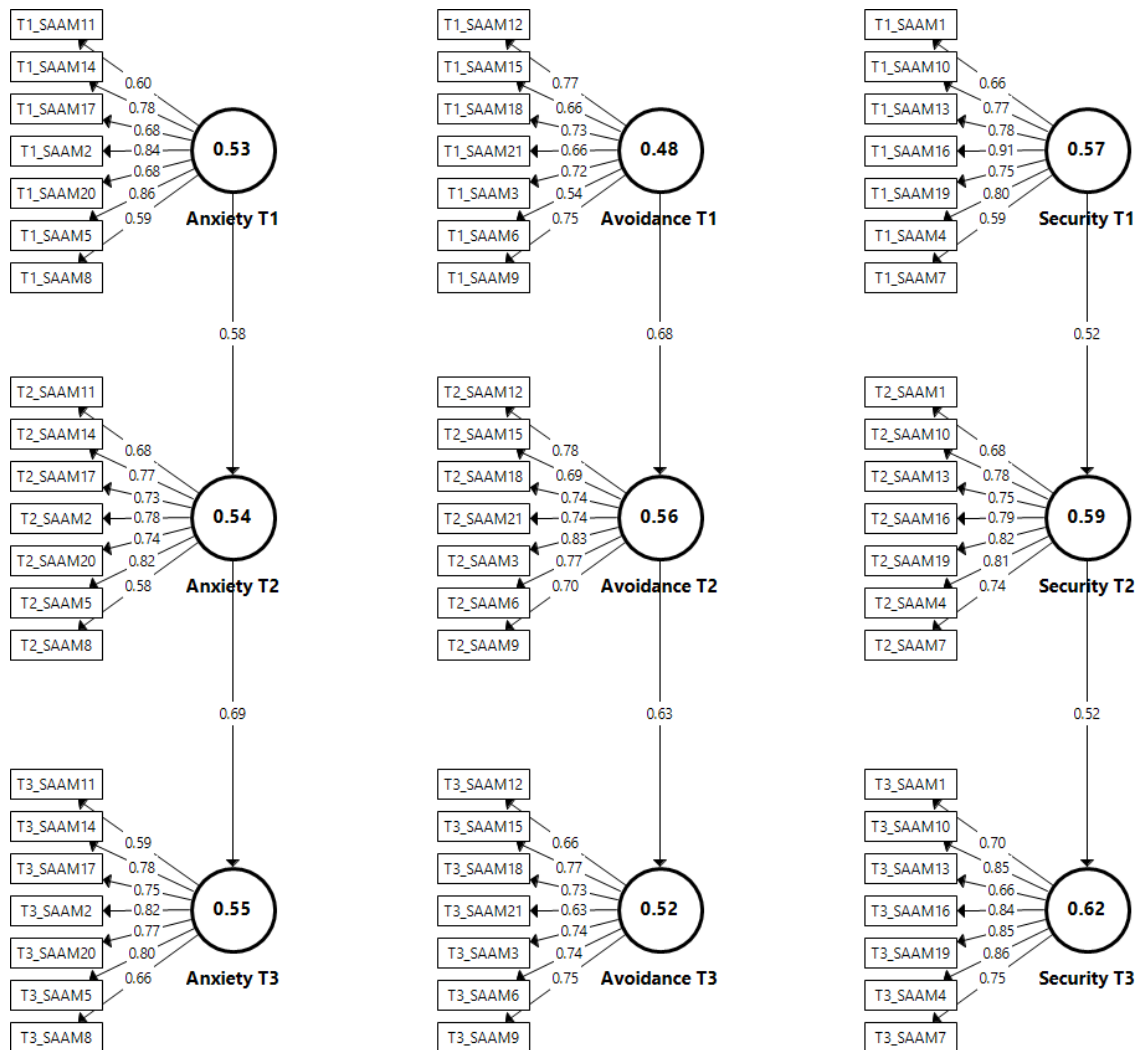 T1_SAAM11
T1_SAAM14
T1_SAAM17
T1_SAAM2
T1_SAAM20
T1_SAAM5
T1_SAAM8
0.60
0.78
0.68
0.84
0.68
0.86
0.59
0.53
Anxiety T1
T1_SAAM12
T1_SAAM15
T1_SAAM18
T1_SAAM21
T1_SAAM3
T1_SAAM6
T1_SAAM9
0.77
0.66
0.73
0.66
0.72
0.54
0.75
0.48
Avoidance T1
T1_SAAM1
T1_SAAM10
T1_SAAM13
T1_SAAM16
T1_SAAM19
T1_SAAM4
T1_SAAM7
0.66
0.77
0.78
0.91
0.75
0.80
0.59
0.57
Security T1
0.58
0.68
0.52
T2_SAAM11
T2_SAAM14
T2_SAAM17
T2_SAAM2
T2_SAAM20
T2_SAAM5
T2_SAAM8
0.68
0.77
0.73
0.78
0.74
0.82
0.58
0.54
Anxiety T2
T2_SAAM12
T2_SAAM15
T2_SAAM18
T2_SAAM21
T2_SAAM3
T2_SAAM6
T2_SAAM9
0.78
0.69
0.74
0.74
0.83
0.77
0.70
0.56
Avoidance T2
T2_SAAM1
T2_SAAM10
T2_SAAM13
T2_SAAM16
T2_SAAM19
T2_SAAM4
T2_SAAM7
0.68
0.78
0.75
0.79
0.82
0.81
0.74
0.59
Security T2
0.69
0.63
0.52
T3_SAAM11
T3_SAAM14
T3_SAAM17
T3_SAAM2
T3_SAAM20
T3_SAAM5
T3_SAAM8
0.59
0.78
0.75
0.82
0.77
0.80
0.66
0.55
Anxiety T3
T3_SAAM12
T3_SAAM15
T3_SAAM18
T3_SAAM21
T3_SAAM3
T3_SAAM6
T3_SAAM9
0.66
0.77
0.73
0.63
0.74
0.74
0.75
0.52
Avoidance T3
T3_SAAM1
T3_SAAM10
T3_SAAM13
T3_SAAM16
T3_SAAM19
T3_SAAM4
T3_SAAM7
0.70
0.85
0.66
0.84
0.85
0.86
0.75
0.62
Security T3